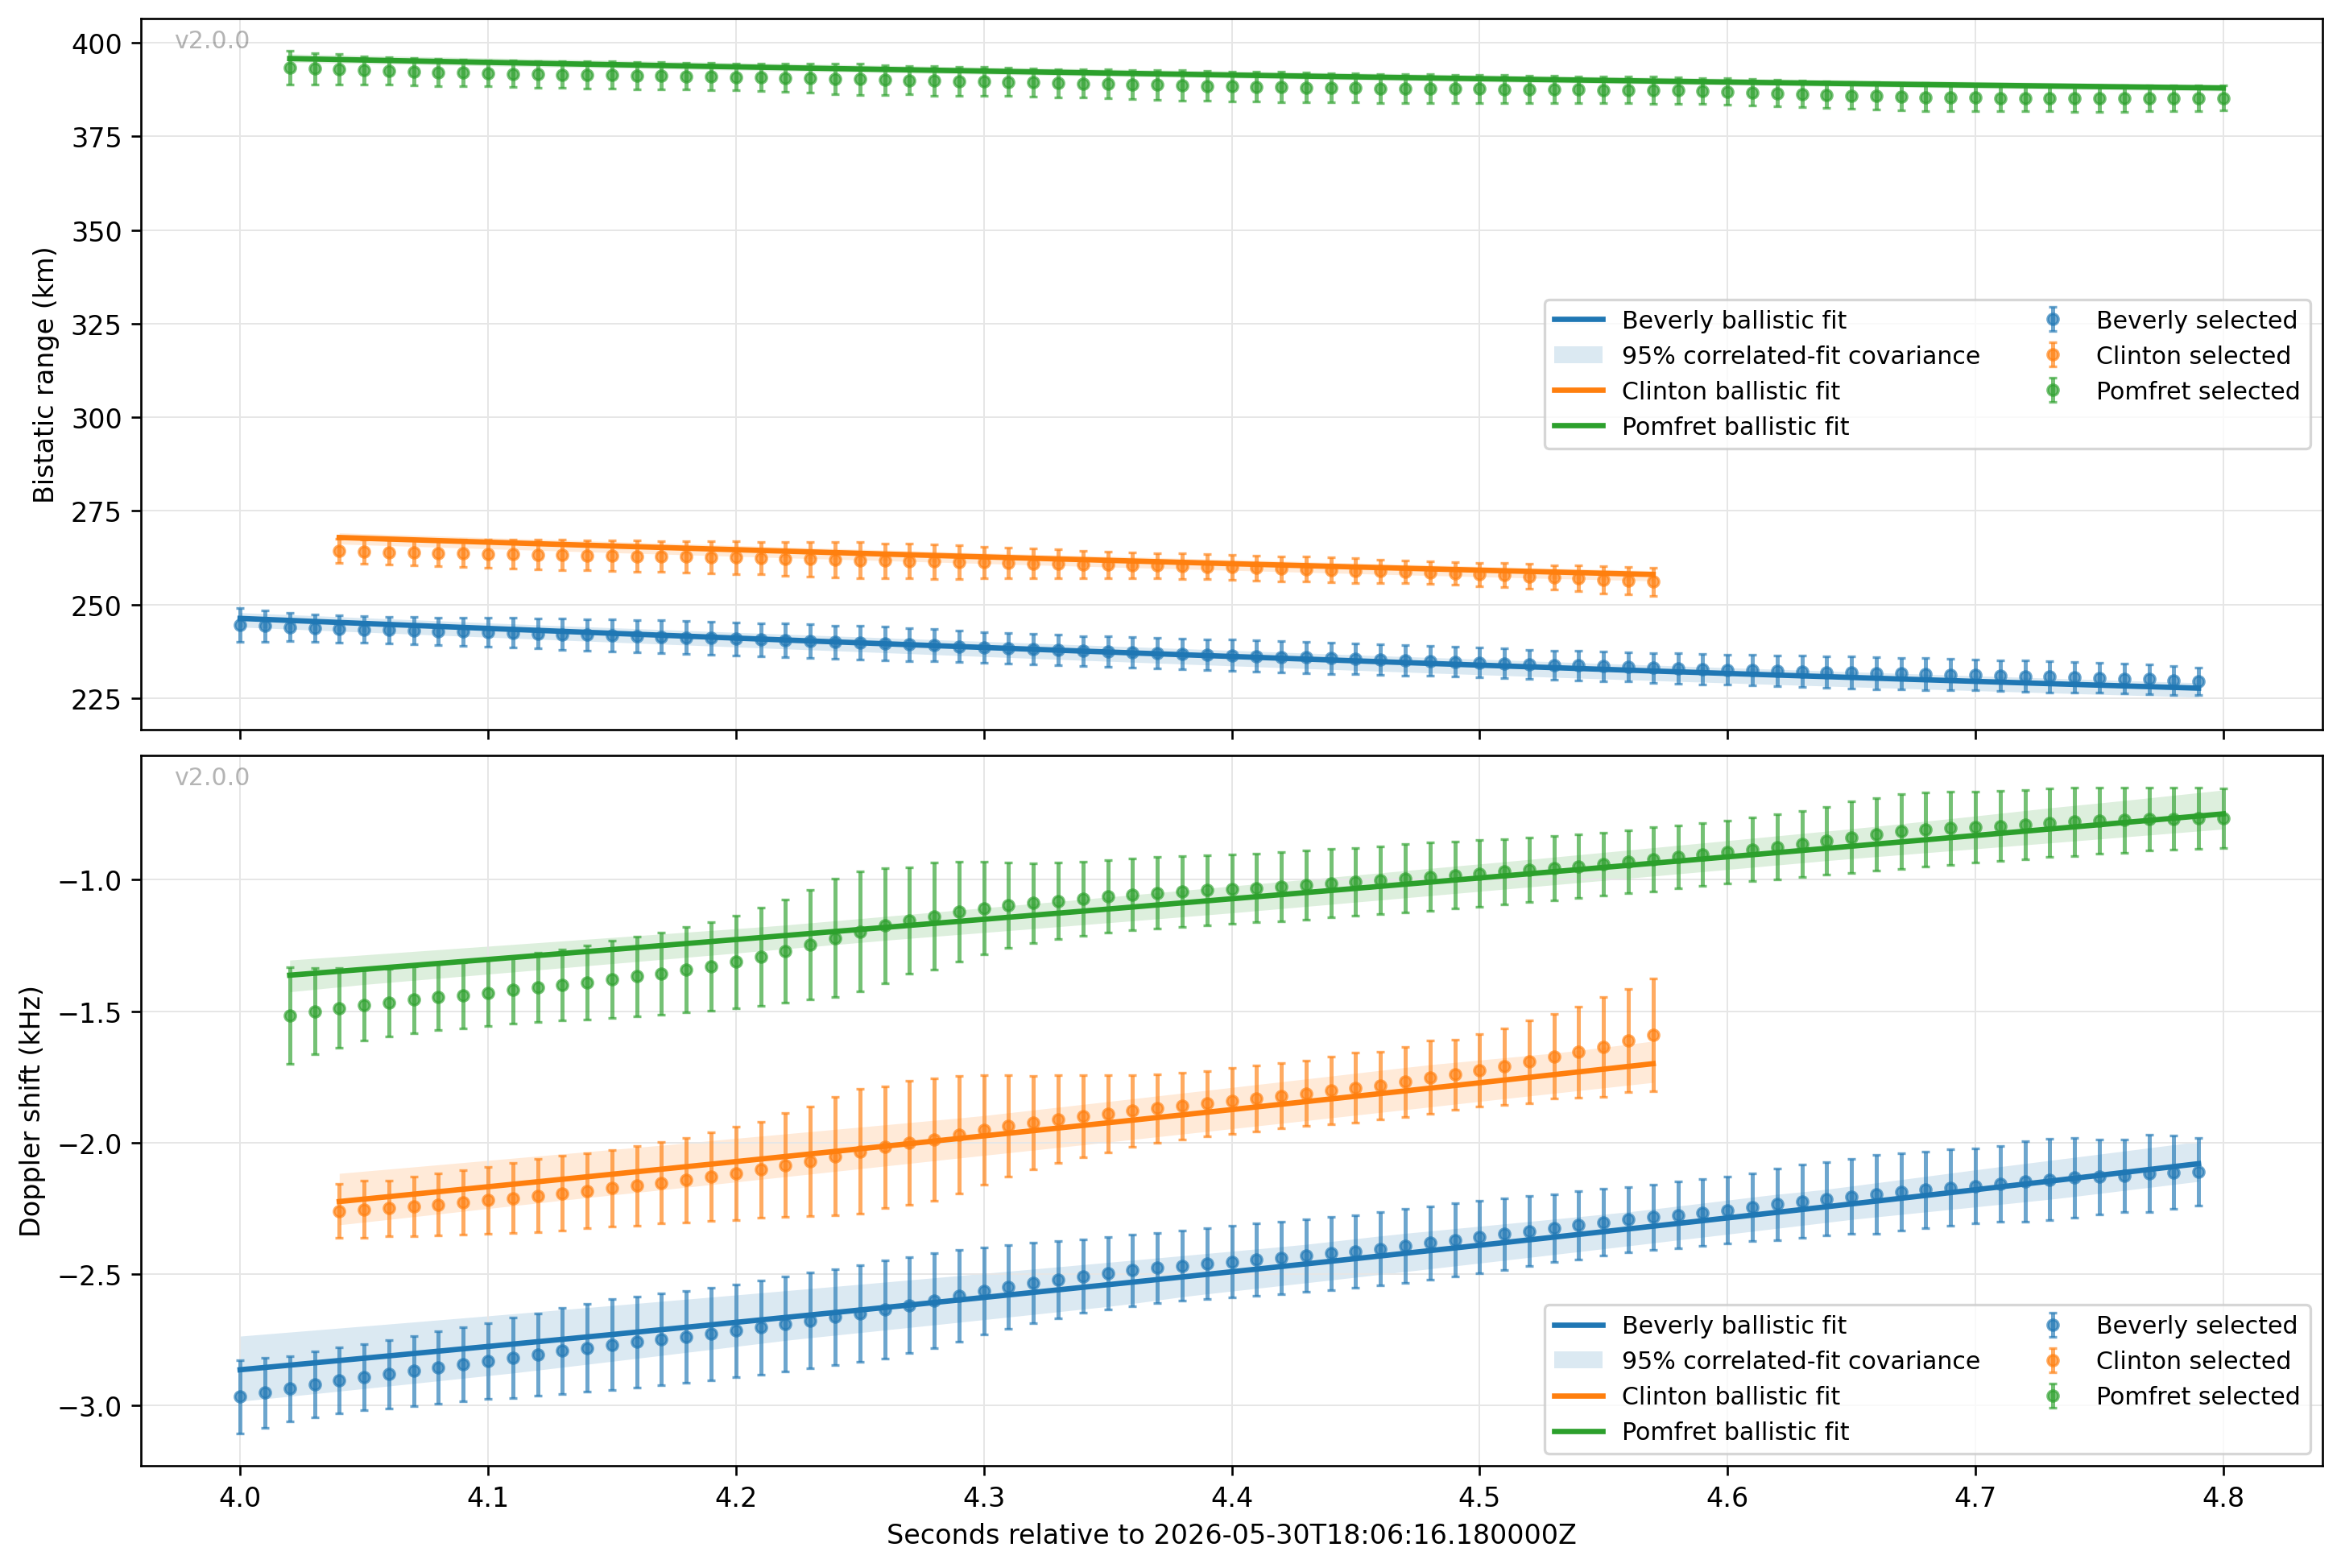 v2.0.0
400
375
350
325
300
275
250
225
Bistatic range (km)
Beverly ballistic fit
95% correlated-fit covariance
Clinton ballistic fit
Pomfret ballistic fit
Beverly selected
Clinton selected
Pomfret selected
v2.0.0
−1.0
−1.5
−2.0
−2.5
−3.0
Doppler shift (kHz)
Beverly ballistic fit
95% correlated-fit covariance
Clinton ballistic fit
Pomfret ballistic fit
Beverly selected
Clinton selected
Pomfret selected
4.0 4.1 4.2 4.3 4.4 4.5 4.6 4.7 4.8
Seconds relative to 2026-05-30T18:06:16.180000Z